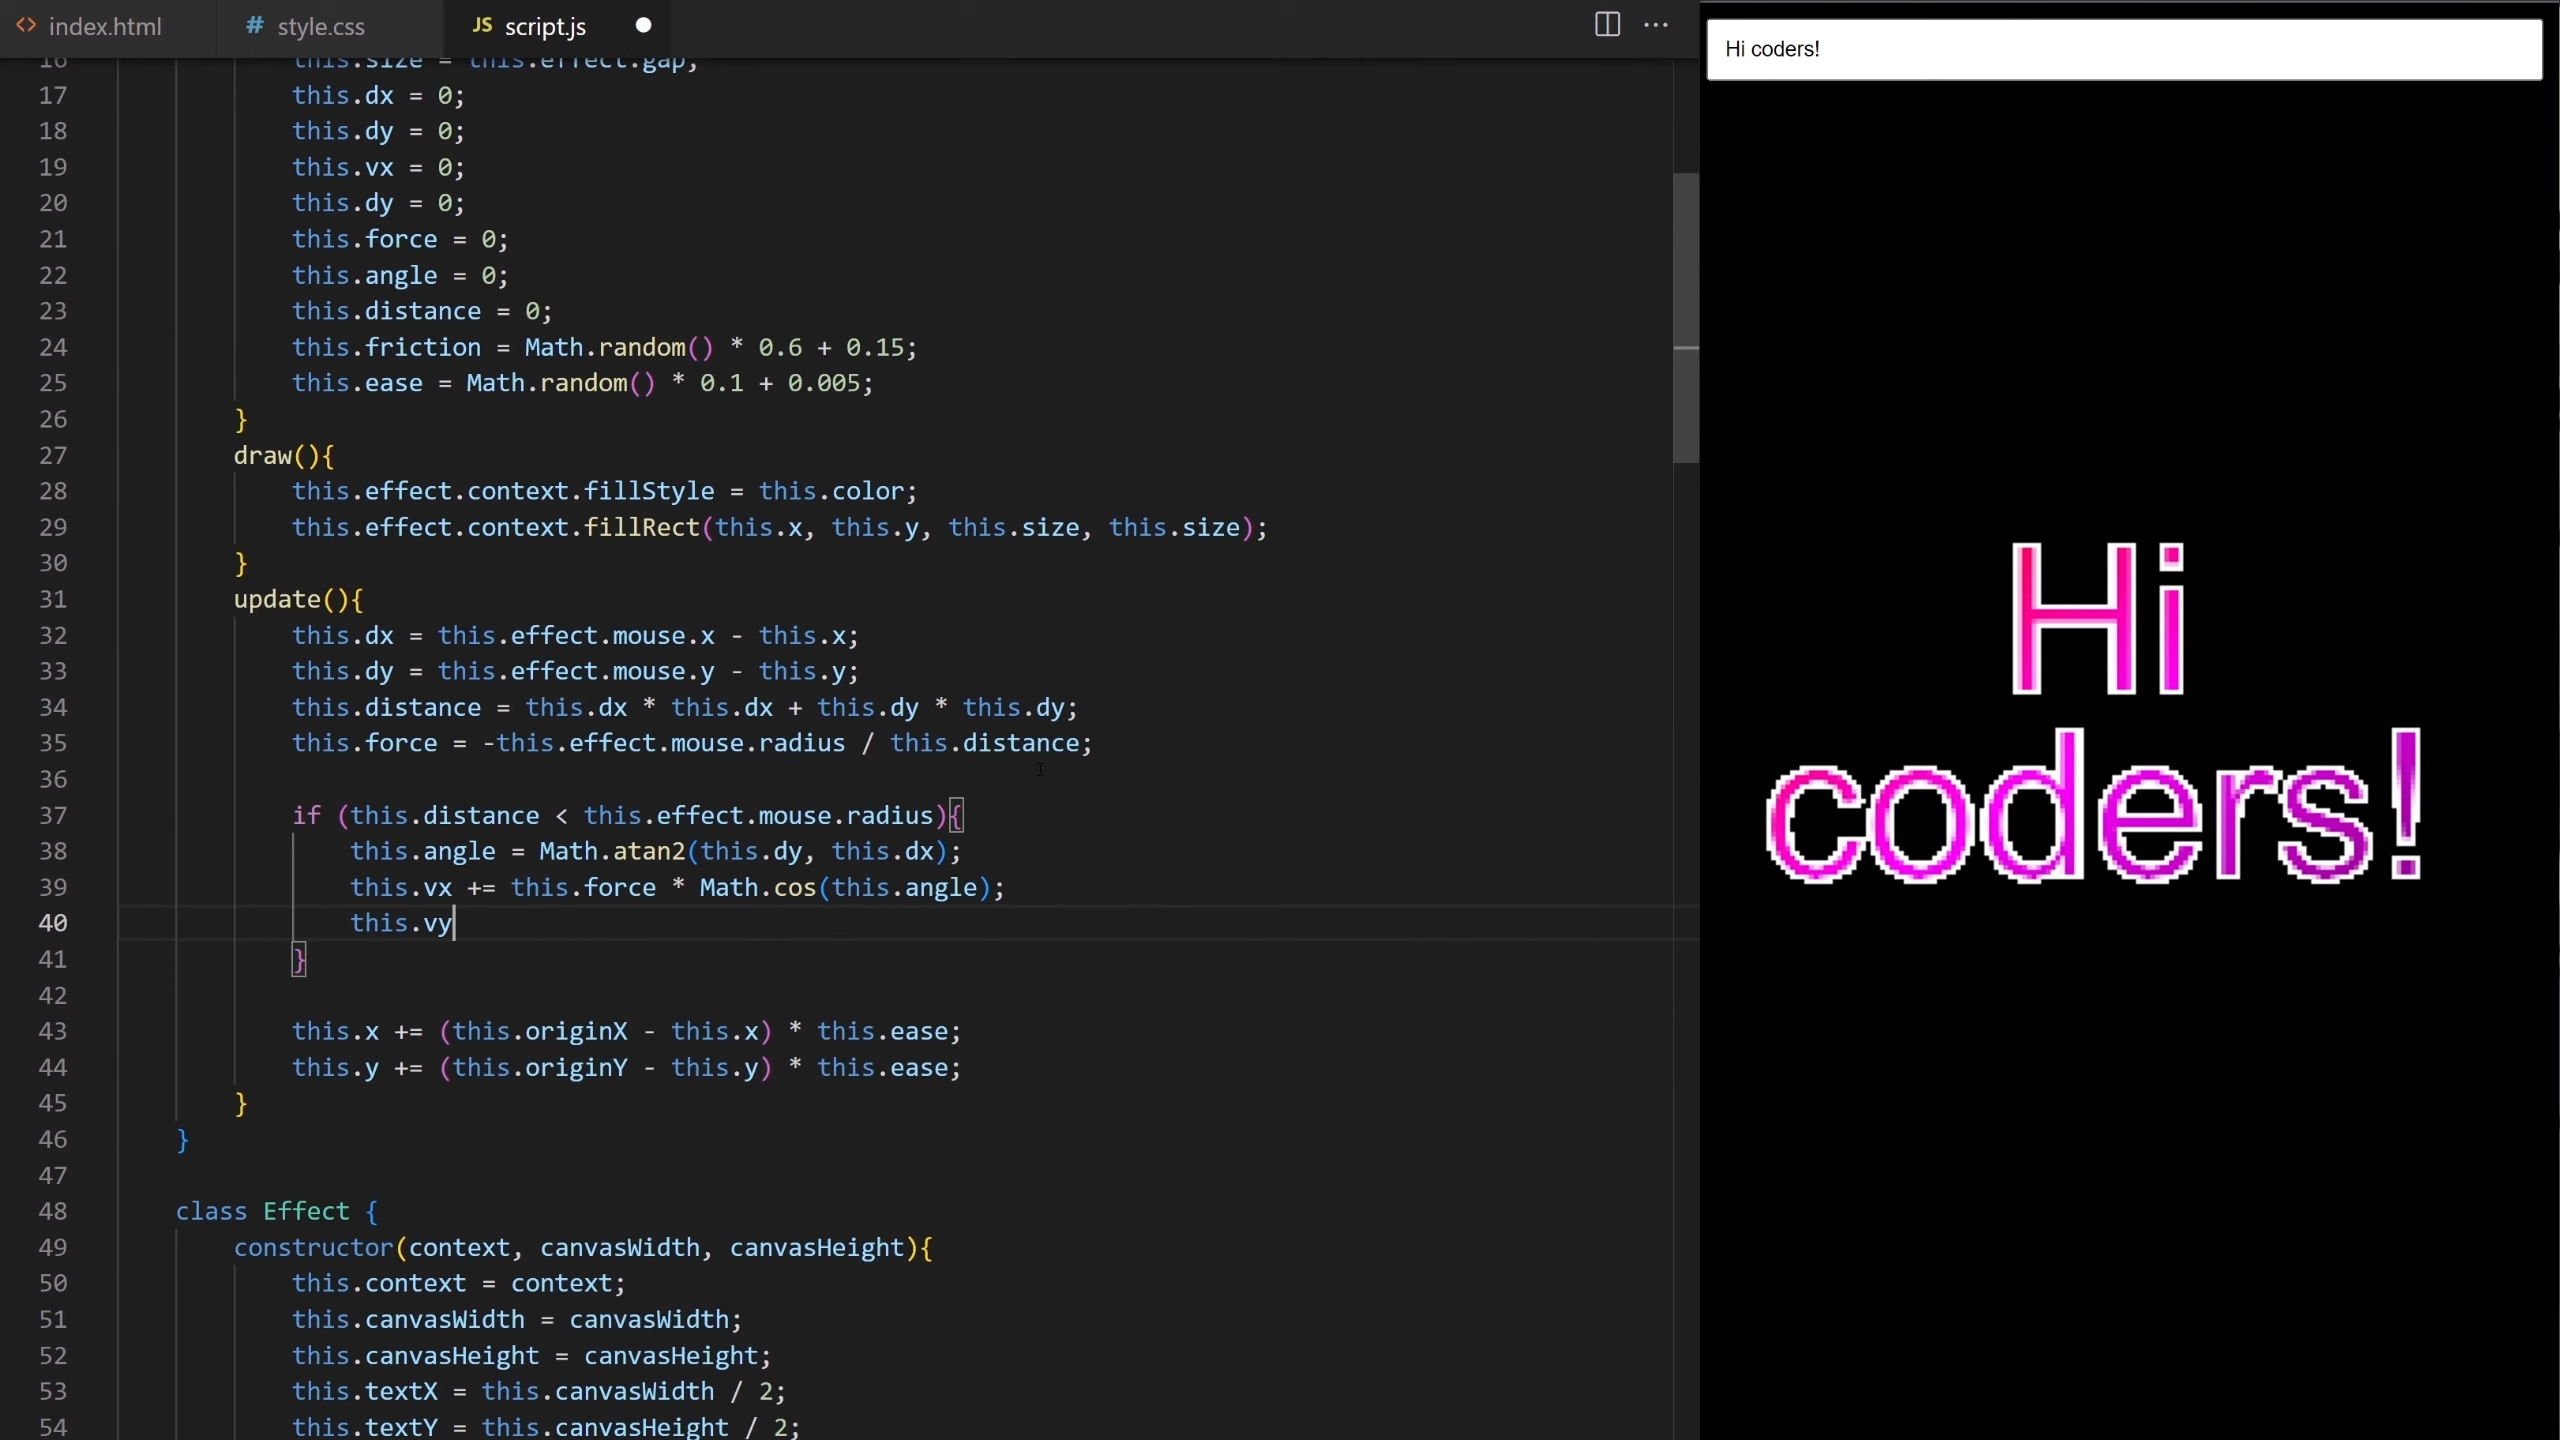 <> index.html # style.css JS script.js ● ···
16 this.size = this.effect.gap;
17 this.dx = 0;
18 this.dy = 0;
19 this.vx = 0;
20 this.dy = 0;
21 this.force = 0;
22 this.angle = 0;
23 this.distance = 0;
24 this.friction = Math.random() * 0.6 + 0.15;
25 this.ease = Math.random() * 0.1 + 0.005;
26 }
27 draw(){
28 this.effect.context.fillStyle = this.color;
29 this.effect.context.fillRect(this.x, this.y, this.size, this.size);
30 }
31 update(){
32 this.dx = this.effect.mouse.x - this.x;
33 this.dy = this.effect.mouse.y - this.y;
34 this.distance = this.dx * this.dx + this.dy * this.dy;
35 this.force = -this.effect.mouse.radius / this.distance;
36
37 if (this.distance < this.effect.mouse.radius){
38 this.angle = Math.atan2(this.dy, this.dx);
39 this.vx += this.force * Math.cos(this.angle);
40 this.vy
41 }
42
43 this.x += (this.originX - this.x) * this.ease;
44 this.y += (this.originY - this.y) * this.ease;
45 }
46 }
47
48 class Effect {
49 constructor(context, canvasWidth, canvasHeight){
50 this.context = context;
51 this.canvasWidth = canvasWidth;
52 this.canvasHeight = canvasHeight;
53 this.textX = this.canvasWidth / 2;
54 this.textY = this.canvasHeight / 2;
Hi coders!
Hi
coders!